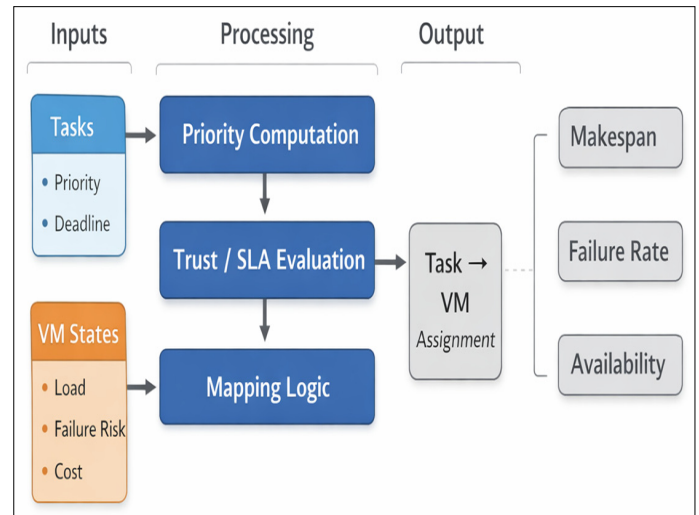 Inputs
Processing
Output
Tasks
• Priority
• Deadline
VM States
• Load
• Failure Risk
• Cost
Priority Computation
Trust / SLA Evaluation
Mapping Logic
Task →
VM
Assignment
Makespan
Failure Rate
Availability